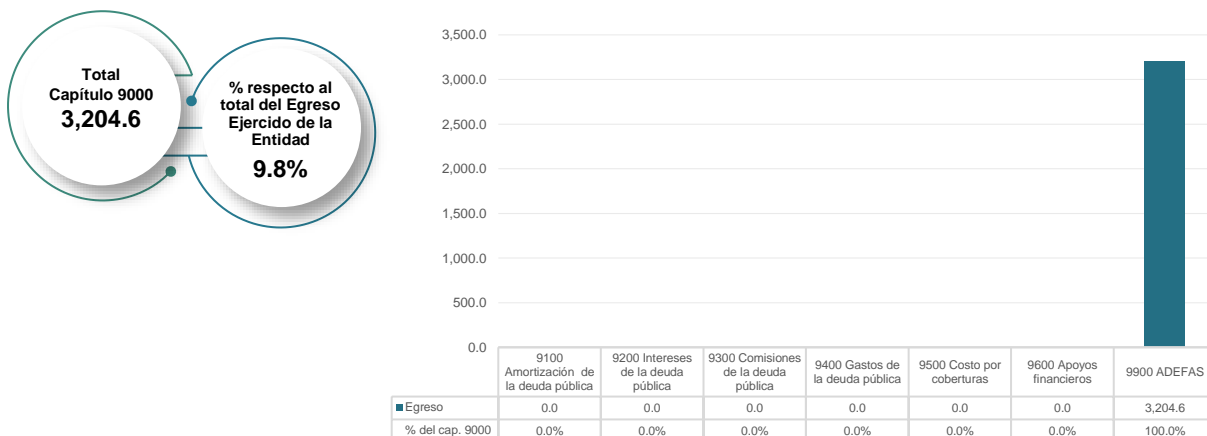 Total
Capítulo 9000
3,204.6
% respecto al
total del Egreso
Ejercido de la
Entidad
9.8%
3,500.0
3,000.0
2,500.0
2,000.0
1,500.0
1,000.0
500.0
0.0
9100
Amortización de
la deuda pública
9200 Intereses
de la deuda
pública
9300 Comisiones
de la deuda
pública
9400 Gastos de
la deuda pública
9500 Costo por
coberturas
9600 Apoyos
financieros
9900 ADEFAS
Egreso 0.0 0.0 0.0 0.0 0.0 0.0 3,204.6
% del cap. 9000 0.0% 0.0% 0.0% 0.0% 0.0% 0.0% 100.0%